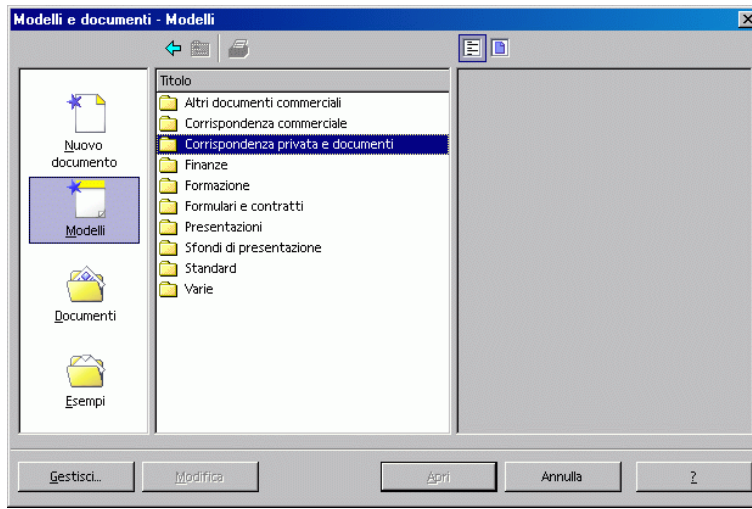 Modelli e documenti - Modelli
Titolo
Altri documenti commerciali
Corrispondenza commerciale
Corrispondenza privata e documenti
Finanze
Formazione
Formulari e contratti
Presentazioni
Sfondi di presentazione
Standard
Varie
Nuovo
documento
Modelli
Documenti
Esempi
Gestisci...
Modifica
Apri
Annulla
?